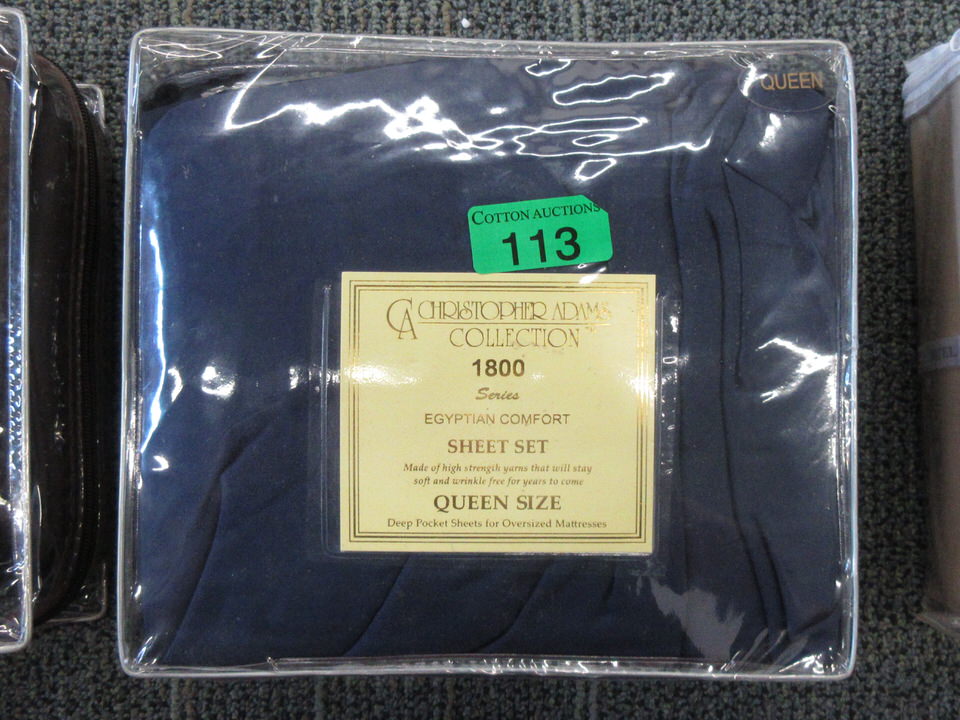 QUEEN
COTTON AUCTIONS
113
CA CHRISTOPHER ADAMS
COLLECTION™
1800
Series
EGYPTIAN COMFORT
SHEET SET
Made of high strength yarns that will stay
soft and wrinkle free for years to come
QUEEN SIZE
Deep Pocket Sheets for Oversized Mattresses